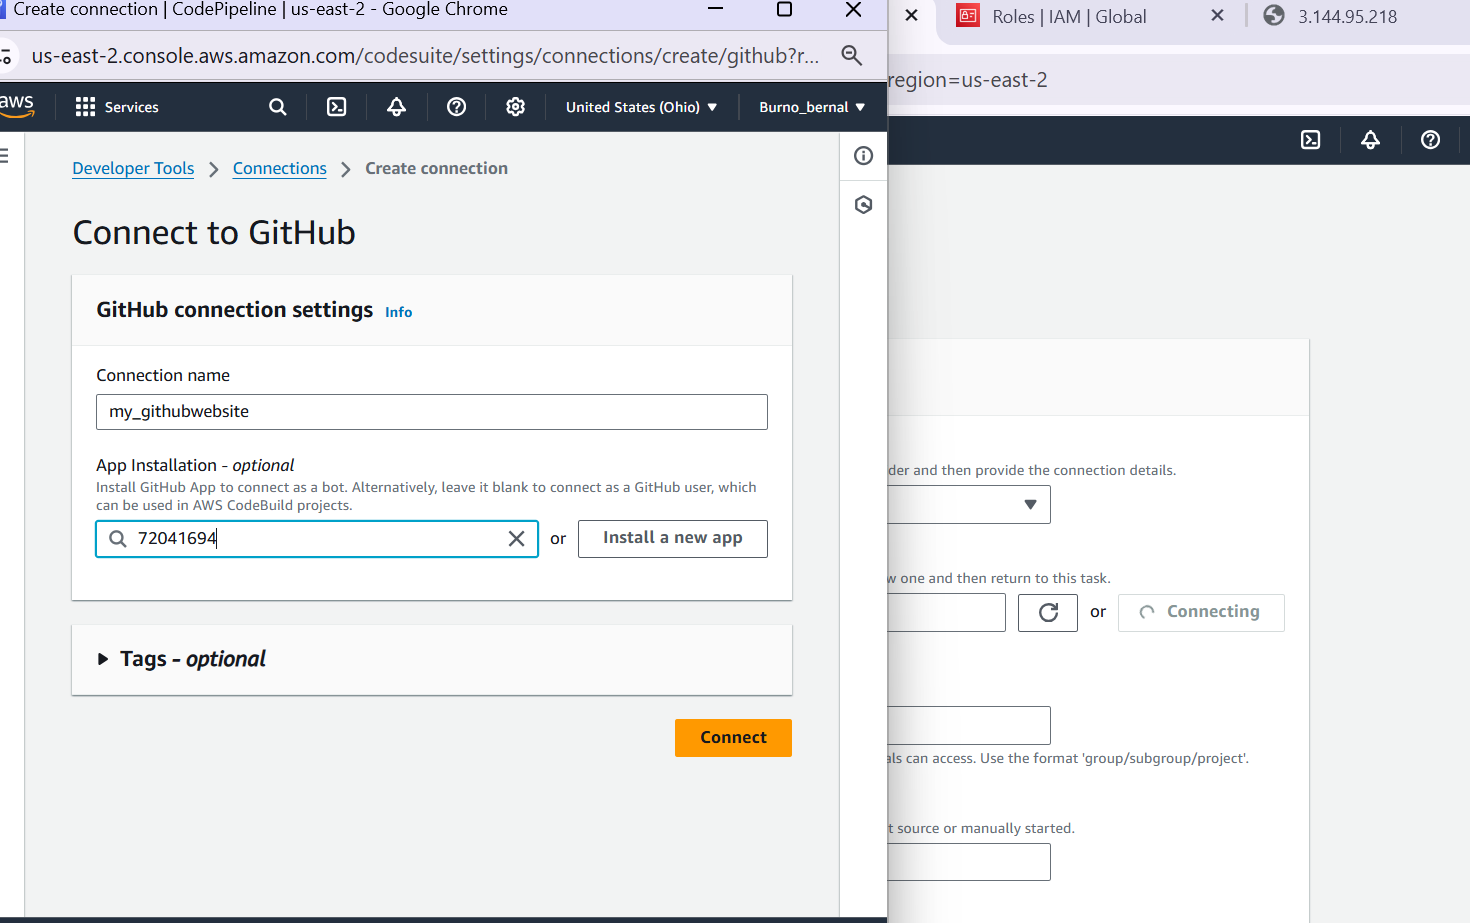 Create connection | CodePipeline | us-east-2 - Google Chrome
us-east-2.console.aws.amazon.com/codesuite/settings/connections/create/github?r...
aws
Services
United States (Ohio)
Burno_bernal
Developer Tools
Connections
Create connection
Connect to GitHub
GitHub connection settings Info
Connection name
my_githubwebsite
App Installation - optional
Install GitHub App to connect as a bot. Alternatively, leave it blank to connect as a GitHub user, which
can be used in AWS CodeBuild projects.
72041694
or
Install a new app
Tags - optional
Connect
Roles | IAM | Global
3.144.95.218
region=us-east-2
der and then provide the connection details.
w one and then return to this task.
or
Connecting
als can access. Use the format 'group/subgroup/project'.
t source or manually started.